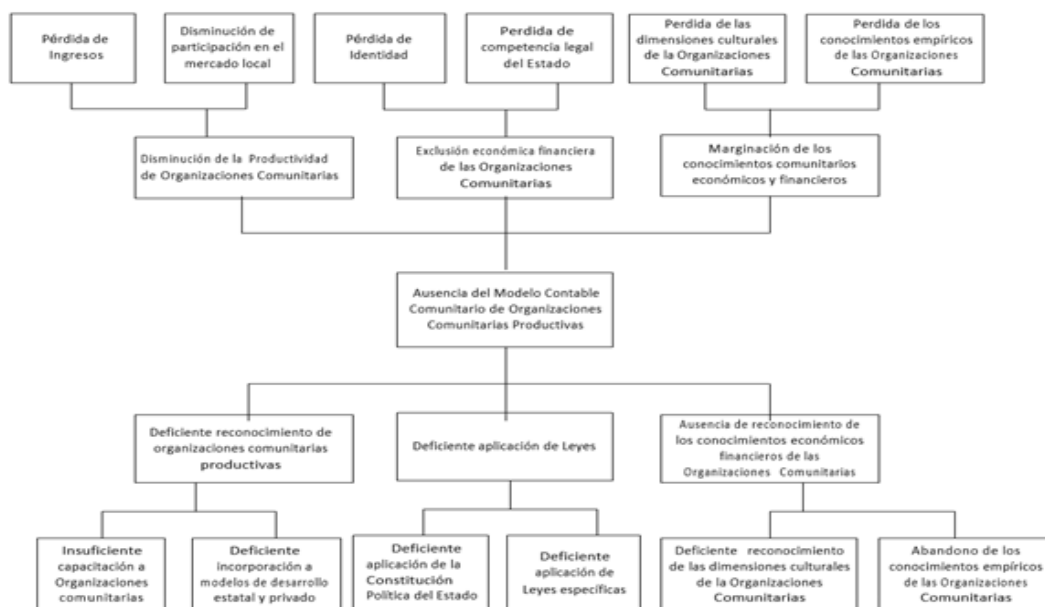 Pérdida de
Ingresos
Disminución de
participación en el
mercado local
Pérdida de
Identidad
Perdida de
competencia legal
del Estado
Perdida de las
dimensiones culturales
de la Organizaciones
Comunitarias
Perdida de los
conocimientos empíricos
de las Organizaciones
Comunitarias
Disminución de la Productividad
de Organizaciones Comunitarias
Exclusión económica financiera
de las Organizaciones
Comunitarias
Marginación de los
conocimientos comunitarios
económicos y financieros
Ausencia del Modelo Contable
Comunitario de Organizaciones
Comunitarias Productivas
Deficiente reconocimiento de
organizaciones comunitarias
productivas
Deficiente aplicación de Leyes
Ausencia de reconocimiento de
los conocimientos económicos
financieros de las
Organizaciones Comunitarias
Insuficiente
capacitación a
Organizaciones
comunitarias
Deficiente
incorporación a
modelos de desarrollo
estatal y privado
Deficiente
aplicación de la
Constitución
Política del Estado
Deficiente
aplicación de
Leyes específicas
Deficiente reconocimiento
de las dimensiones culturales
de la Organizaciones
Comunitarias
Abandono de los
conocimientos empíricos
de las Organizaciones
Comunitarias